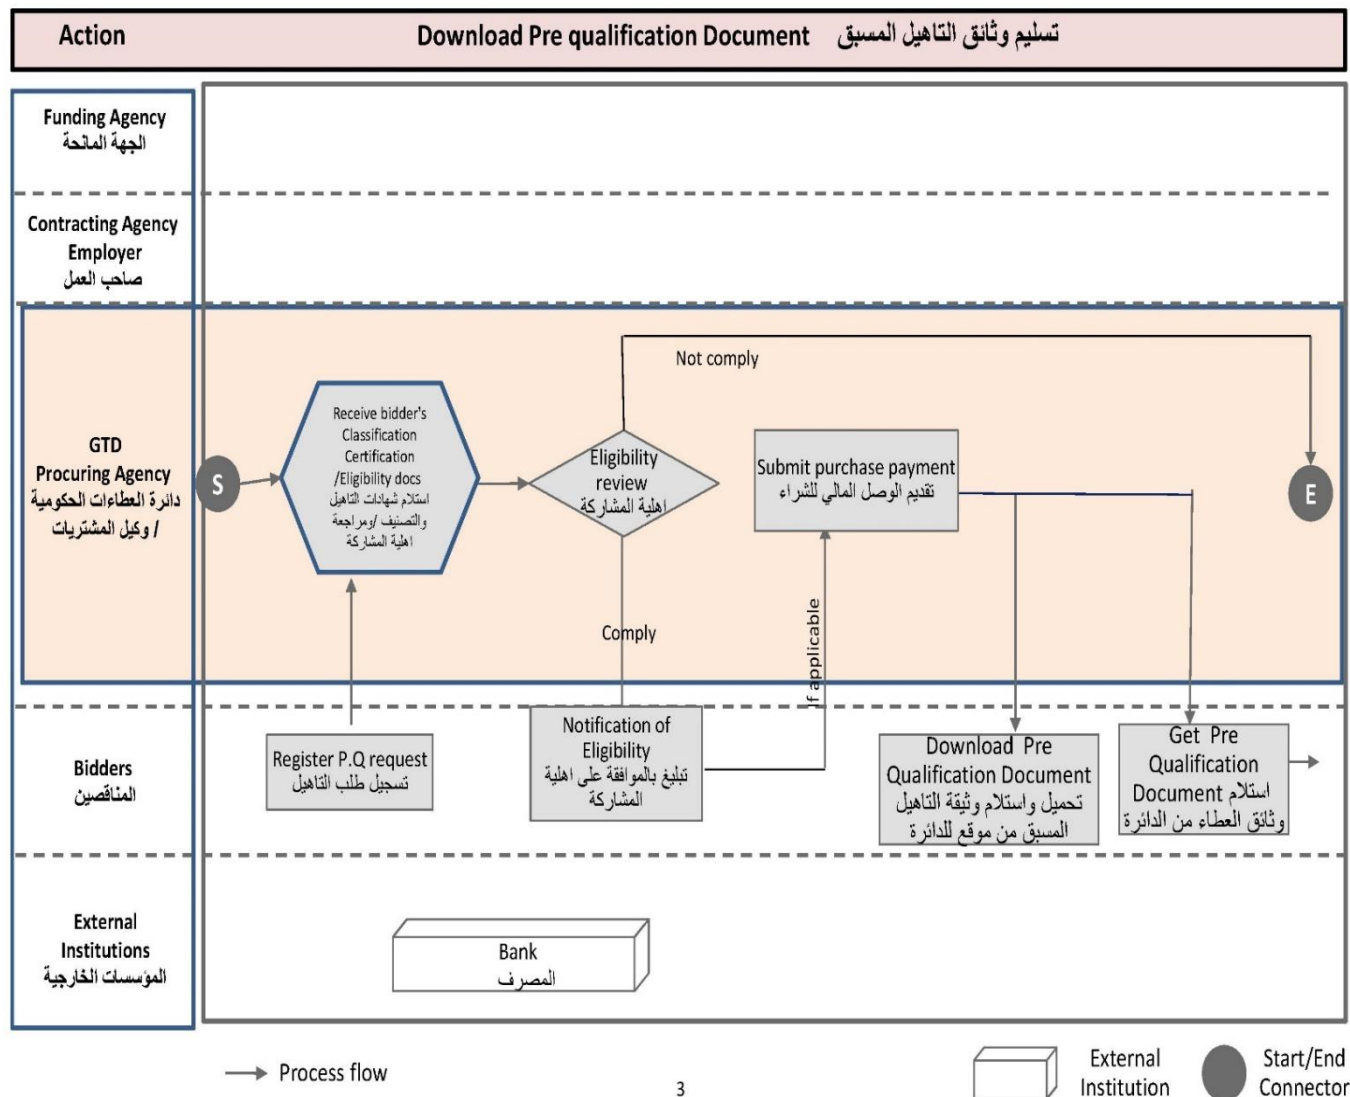 Action
Download Pre qualification Document تسليم وثائق التاهيل المسبق
Funding Agency
الجهة المانحة
Contracting Agency
Employer
صاحب العمل
GTD
Procuring Agency
دائرة العطاءات الحكومية
/ وكيل المشتريات
S
Receive bidder's
Classification
Certification
/Eligibility docs
استلام شهادات التاهيل
والتصنيف /ومراجعة
اهلية المشاركة
Eligibility
review
اهلية المشاركة
Not comply
Comply
Submit purchase payment
تقديم الوصل المالي للشراء
If applicable
E
Bidders
المناقصين
Register P.Q request
تسجيل طلب التاهيل
Notification of
Eligibility
تبليغ بالموافقة على اهلية
المشاركة
Download Pre
Qualification Document
تحميل واستلام وثيقة التاهيل
المسبق من موقع للدائرة
Get Pre
Qualification
Document استلام
وثائق العطاء من الدائرة
External
Institutions
المؤسسات الخارجية
Bank
المصرف
Process flow
3
External
Institution
Start/End
Connector